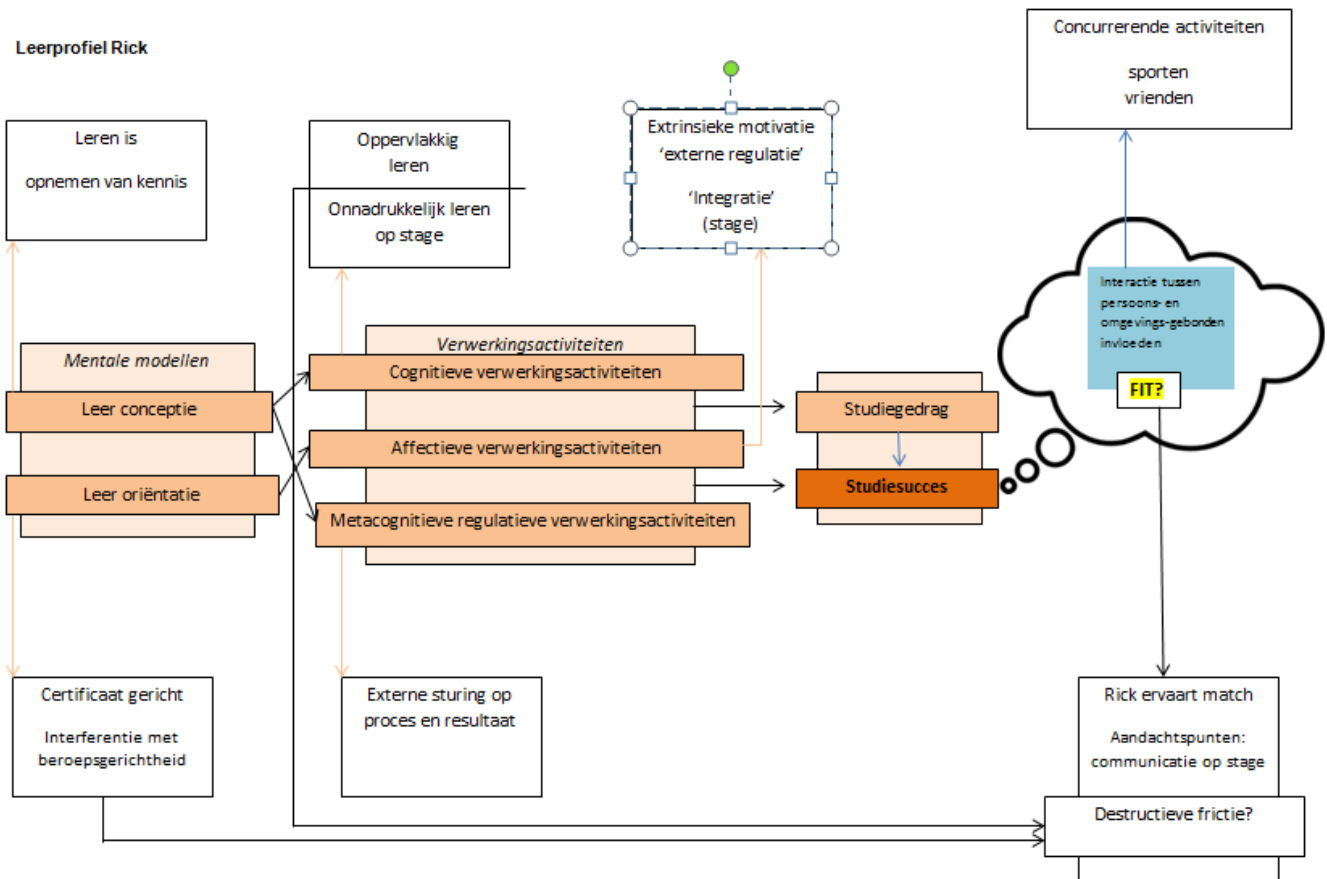 Leerprofiel Rick
Concurrerende activiteiten
sporten
vrienden
Leren is
opnemen van kennis
Oppervlakkig
leren
Onnadrukkelijk leren
op stage
Extrinsieke motivatie
‘externe regulatie’
‘Integratie’
(stage)
Interactie tussen
persoons- en
omgevings-gebonden
invloeden
FIT?
Mentale modellen
Leer conceptie
Leer oriëntatie
Verwerkingsactiviteiten
Cognitieve verwerkingsactiviteiten
Affectieve verwerkingsactiviteiten
Metacognitieve regulatieve verwerkingsactiviteiten
Studiegedrag
Studiesucces
Certificaat gericht
Interferentie met
beroepsgerichtheid
Externe sturing op
proces en resultaat
Rick ervaart match
Aandachtspunten:
communicatie op stage
Destructieve frictie?